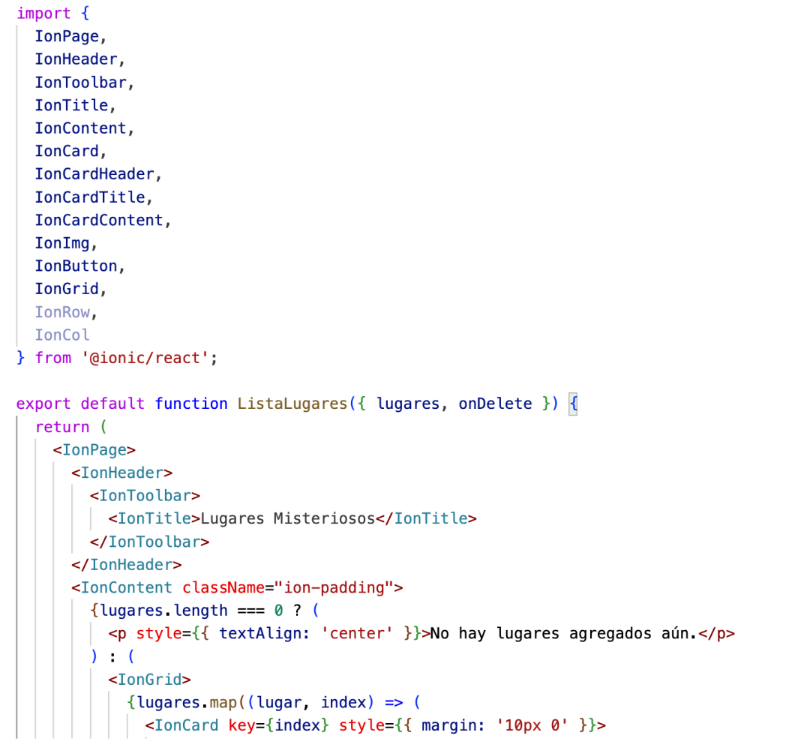 import {
  IonPage,
  IonHeader,
  IonToolbar,
  IonTitle,
  IonContent,
  IonCard,
  IonCardHeader,
  IonCardTitle,
  IonCardContent,
  IonImg,
  IonButton,
  IonGrid,
  IonRow,
  IonCol
} from '@ionic/react';

export default function ListaLugares({ lugares, onDelete }) {
  return (
    <IonPage>
      <IonHeader>
        <IonToolbar>
          <IonTitle>Lugares Misteriosos</IonTitle>
        </IonToolbar>
      </IonHeader>
      <IonContent className="ion-padding">
        {lugares.length === 0 ? (
          <p style={{ textAlign: 'center' }}>No hay lugares agregados aún.</p>
        ) : (
          <IonGrid>
            {lugares.map((lugar, index) => (
              <IonCard key={index} style={{ margin: '10px 0' }}>